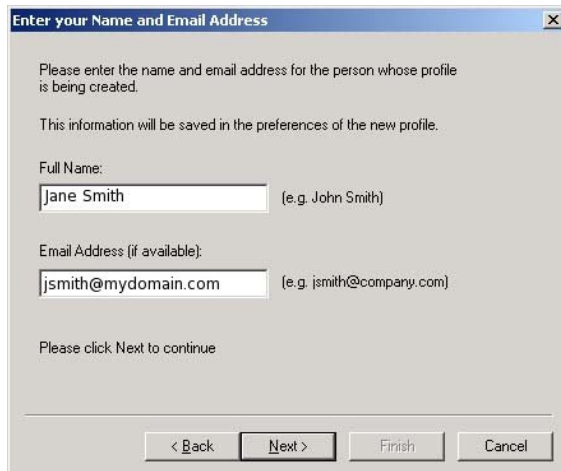 Enter your Name and Email Address
Please enter the name and email address for the person whose profile
is being created.
This information will be saved in the preferences of the new profile.
Full Name:
Jane Smith (e.g. John Smith)
Email Address (if available):
jsmith@mydomain.com (e.g. jsmith@company.com)
Please click Next to continue
< Back Next > Finish Cancel